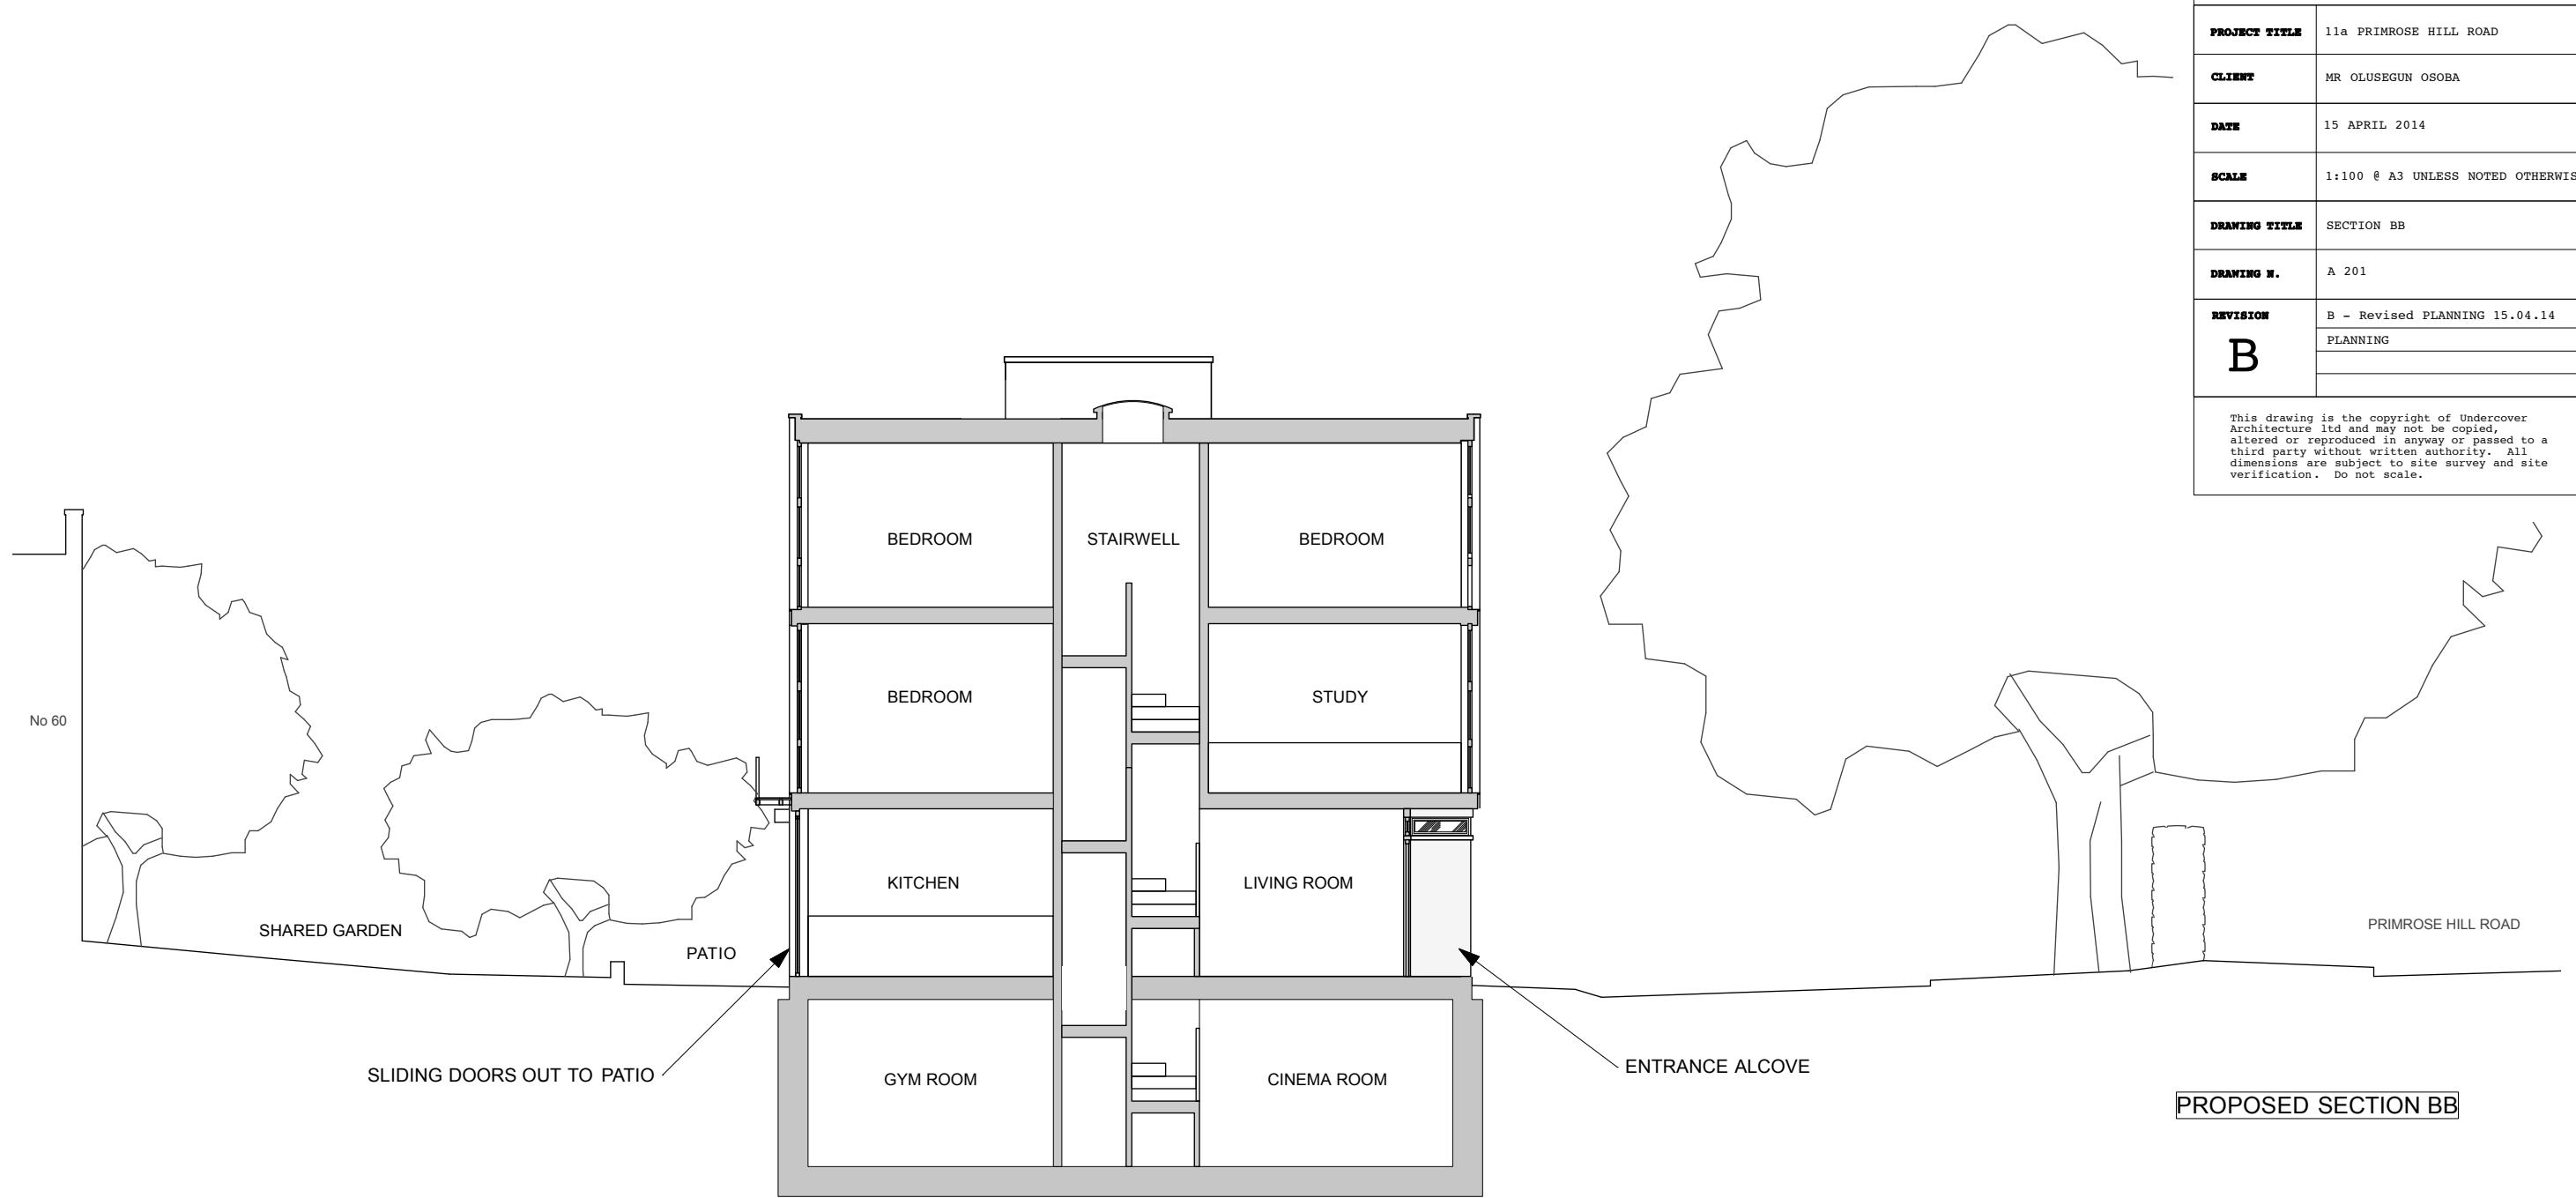 PROJECT TITLE 11a PRIMROSE HILL ROAD
CLIENT MR OLUSEGUN OSOBA
DATE 15 APRIL 2014
SCALE 1:100 @ A3 UNLESS NOTED OTHERWIS
DRAWING TITLE SECTION BB
DRAWING N. A 201
REVISION B - Revised PLANNING 15.04.14
B PLANNING
This drawing is the copyright of Undercover
Architecture ltd and may not be copied,
altered or reproduced in anyway or passed to a
third party without written authority. All
dimensions are subject to site survey and site
verification. Do not scale.
BEDROOM STAIRWELL BEDROOM
BEDROOM STUDY
No 60
KITCHEN LIVING ROOM
SHARED GARDEN
PATIO
PRIMROSE HILL ROAD
SLIDING DOORS OUT TO PATIO
GYM ROOM CINEMA ROOM
ENTRANCE ALCOVE
PROPOSED SECTION BB